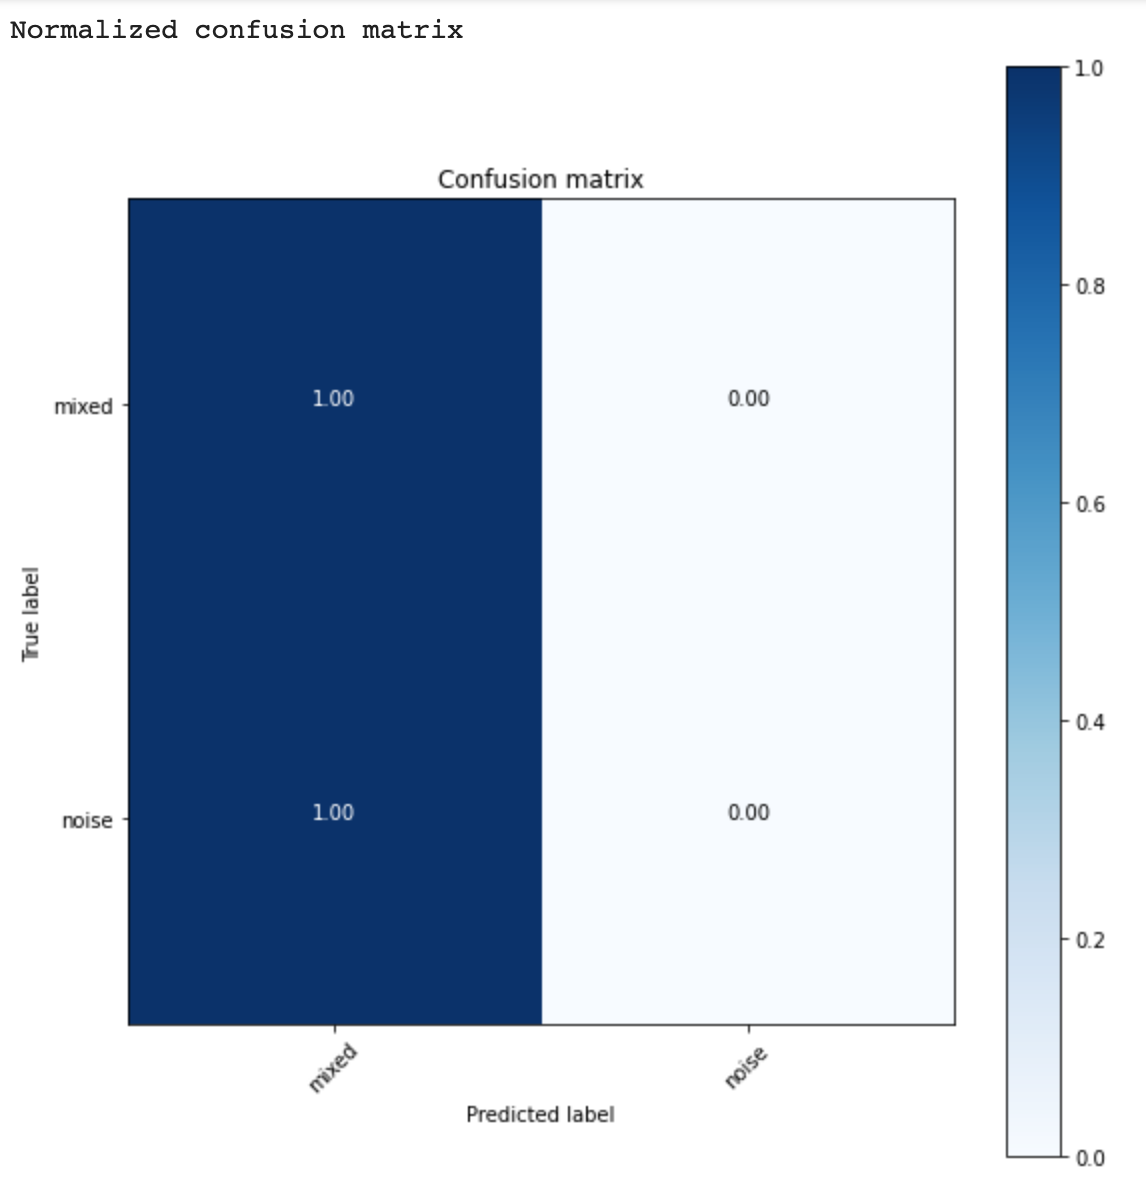 Normalized confusion matrix
Confusion matrix
True label
mixed
1.00
0.00
noise
1.00
0.00
mixed
noise
Predicted label
1.0
0.8
0.6
0.4
0.2
0.0